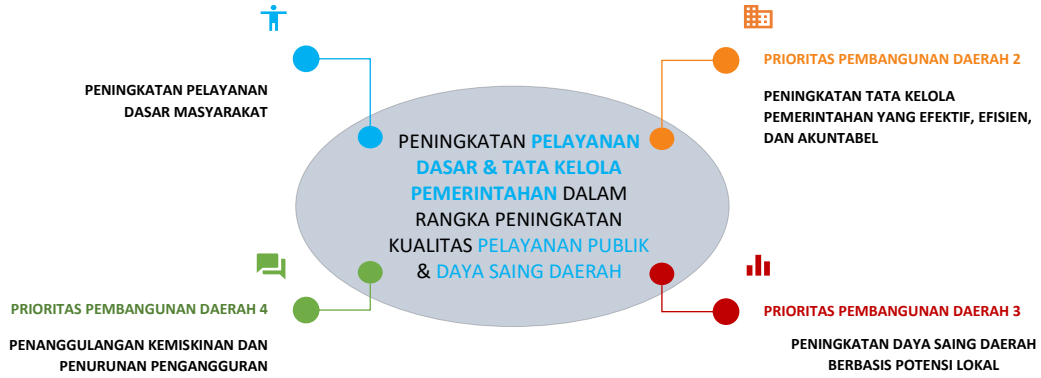 PENINGKATAN PELAYANAN
DASAR MASYARAKAT
PRIORITAS PEMBANGUNAN DAERAH 2
PENINGKATAN TATA KELOLA
PEMERINTAHAN YANG EFEKTIF, EFISIEN,
DAN AKUNTABEL
PENINGKATAN PELAYANAN
DASAR & TATA KELOLA
PEMERINTAHAN DALAM
RANGKA PENINGKATAN
KUALITAS PELAYANAN PUBLIK
& DAYA SAING DAERAH
PRIORITAS PEMBANGUNAN DAERAH 4
PENANGGULANGAN KEMISKINAN DAN
PENURUNAN PENGANGGURAN
PRIORITAS PEMBANGUNAN DAERAH 3
PENINGKATAN DAYA SAING DAERAH
BERBASIS POTENSI LOKAL